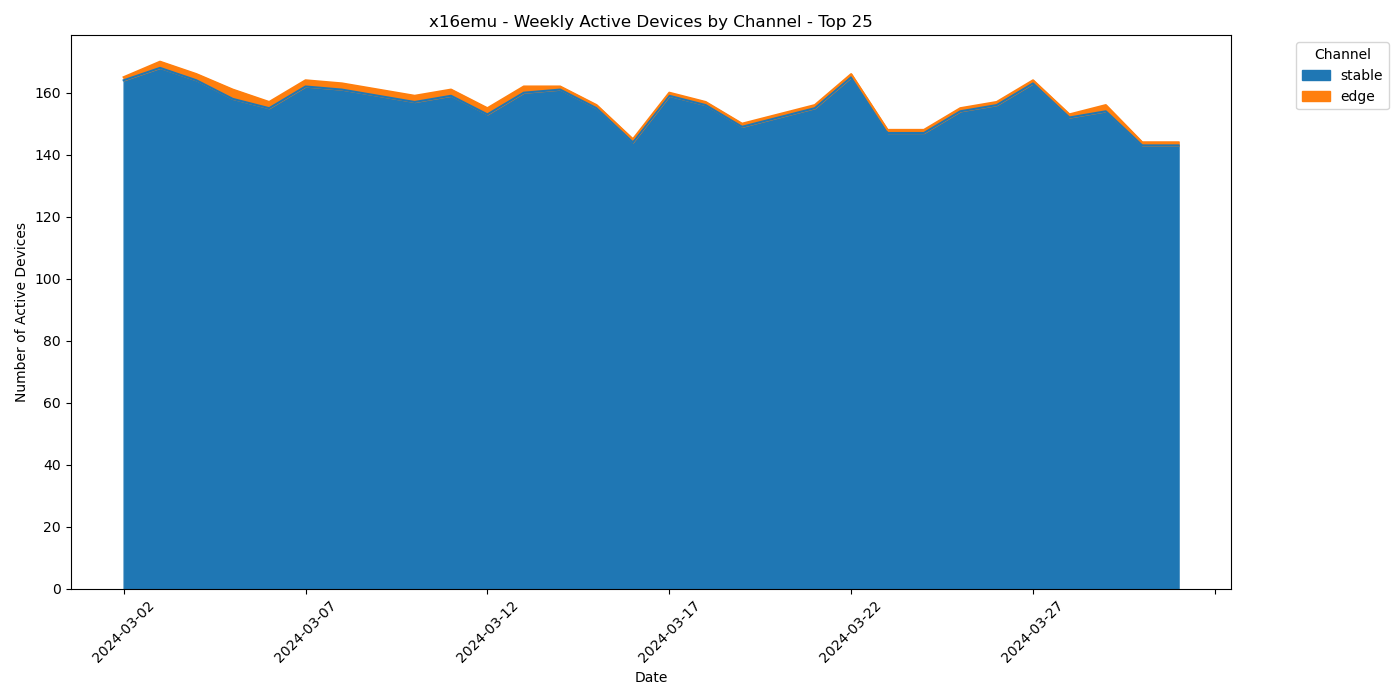 x16emu - Weekly Active Devices by Channel - Top 25
Channel
stable
edge
Number of Active Devices
160
140
120
100
80
60
40
20
0
2024-03-02
2024-03-07
2024-03-12
2024-03-17
2024-03-22
2024-03-27
Date